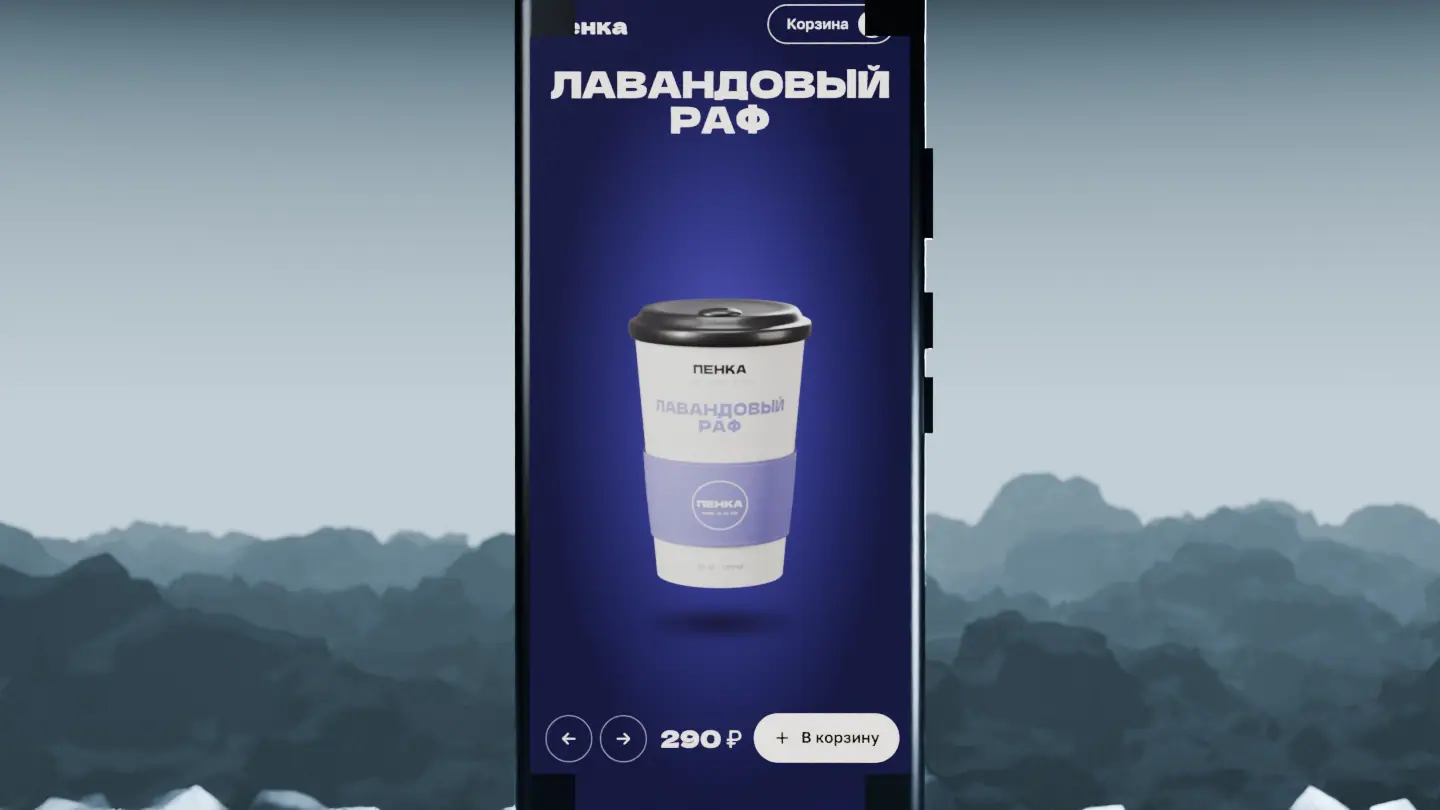 енка
Корзина
ЛАВАНДОВЫЙ
РАФ
ПЕНКА
ЛАВАНДОВЫЙ
РАФ
ПЕНКА
290 ₽
+ В корзину